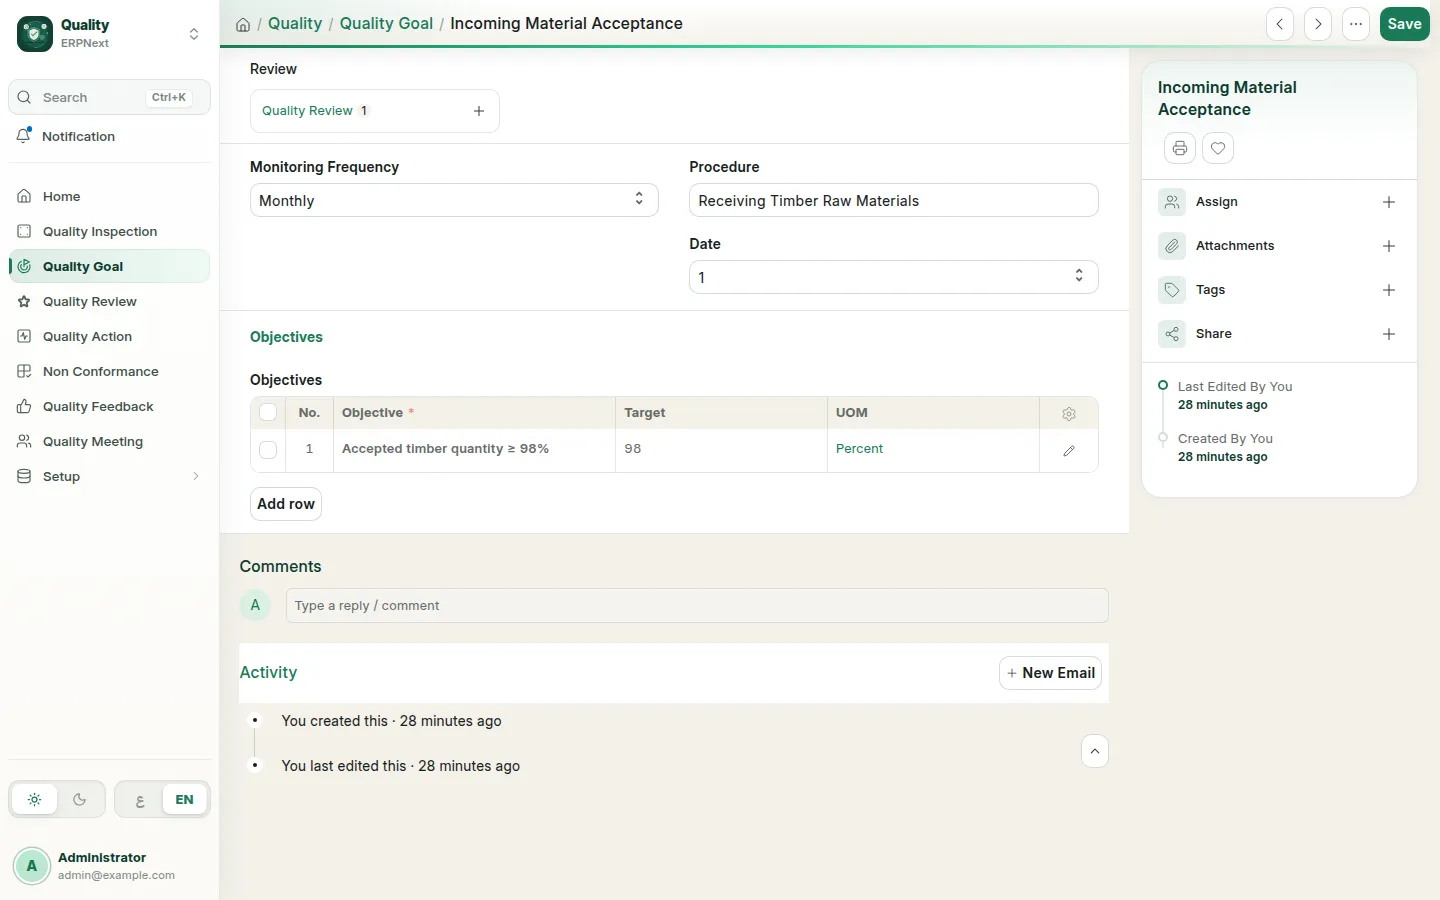 Quality
ERPNext
Search
Ctrl+K
Notification
Home
Quality Inspection
Quality Goal
Quality Review
Quality Action
Non Conformance
Quality Feedback
Quality Meeting
Setup
ع
EN
A
Administrator
admin@example.com
/ Quality / Quality Goal / Incoming Material Acceptance
Save
Review
Quality Review 1
Monitoring Frequency
Monthly
Procedure
Receiving Timber Raw Materials
Date
1
Objectives
Objectives
No. Objective * Target UOM
1 Accepted timber quantity ≥ 98% 98 Percent
Add row
Comments
A
Type a reply / comment
Activity
New Email
You created this · 28 minutes ago
You last edited this · 28 minutes ago
Incoming Material
Acceptance
Assign
Attachments
Tags
Share
Last Edited By You
28 minutes ago
Created By You
28 minutes ago